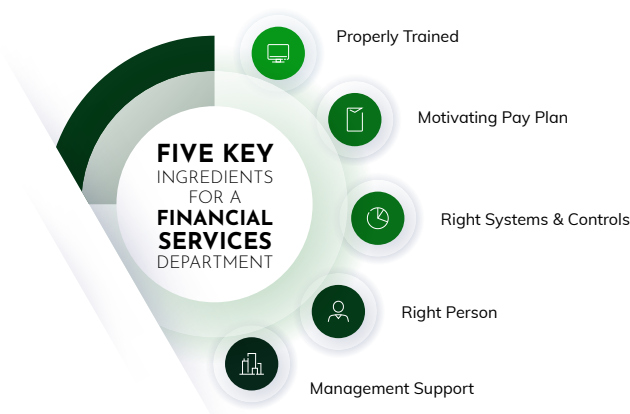 FIVE KEY
INGREDIENTS
FOR A
FINANCIAL
SERVICES
DEPARTMENT
Properly Trained
Motivating Pay Plan
Right Systems & Controls
Right Person
Management Support